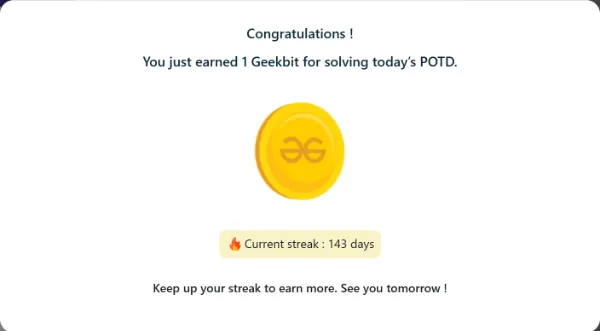 Congratulations !
You just earned 1 Geekbit for solving today's POTD.
Current streak : 143 days
Keep up your streak to earn more. See you tomorrow !